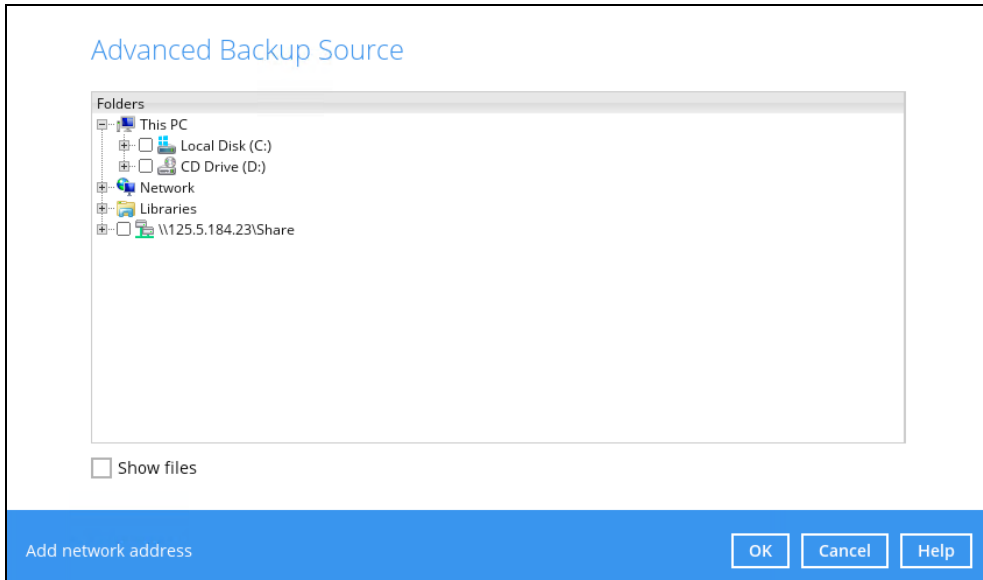 Advanced Backup Source
Folders
This PC
Local Disk (C:)
CD Drive (D:)
Network
Libraries
\\125.5.184.23\Share
Show files
Add network address
OK Cancel Help